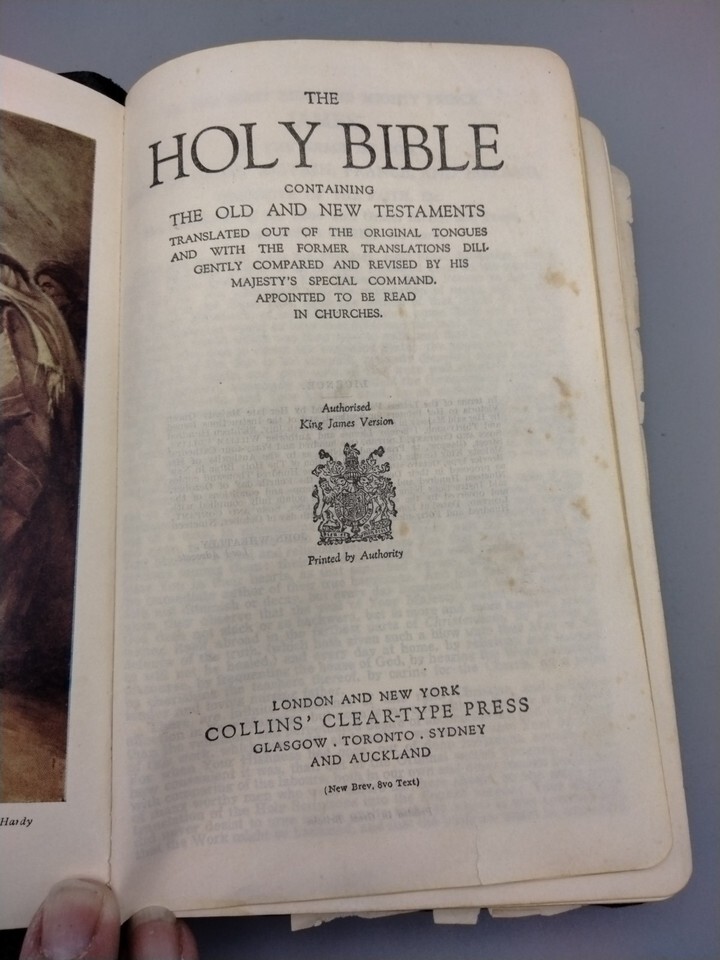 THE
HOLY BIBLE
CONTAINING
THE OLD AND NEW TESTAMENTS
TRANSLATED OUT OF THE ORIGINAL TONGUES
AND WITH THE FORMER TRANSLATIONS DILI-
GENTLY COMPARED AND REVISED BY HIS
MAJESTY'S SPECIAL COMMAND.
APPOINTED TO BE READ
IN CHURCHES.
Authorised
King James Version
Printed by Authority
LONDON AND NEW YORK
COLLINS' CLEAR-TYPE PRESS
GLASGOW . TORONTO . SYDNEY
AND AUCKLAND
(New Brev. 8vo Text)
Hardy